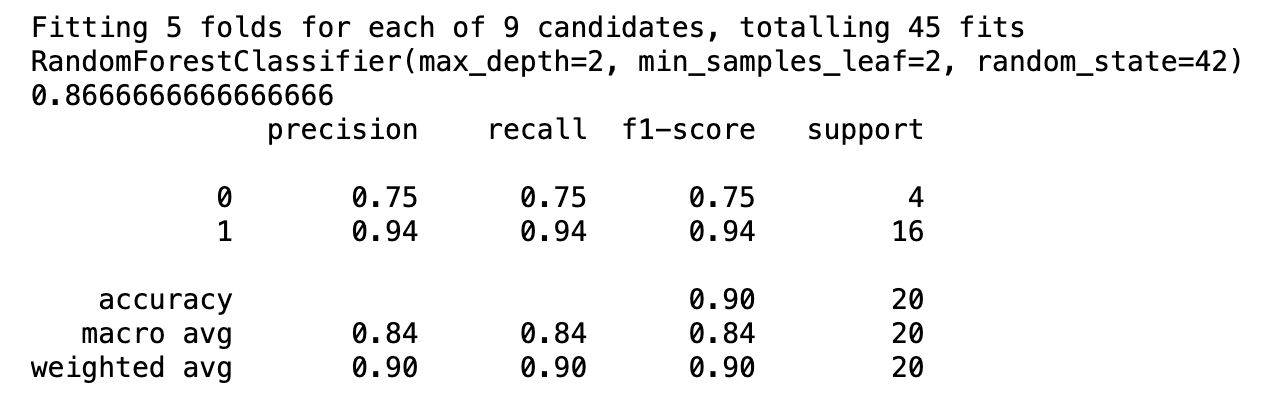 Fitting 5 folds for each of 9 candidates, totalling 45 fits
RandomForestClassifier(max_depth=2, min_samples_leaf=2, random_state=42)
0.8666666666666666
precision recall f1-score support
0 0.75 0.75 0.75 4
1 0.94 0.94 0.94 16
accuracy 0.90 20
macro avg 0.84 0.84 0.84 20
weighted avg 0.90 0.90 0.90 20